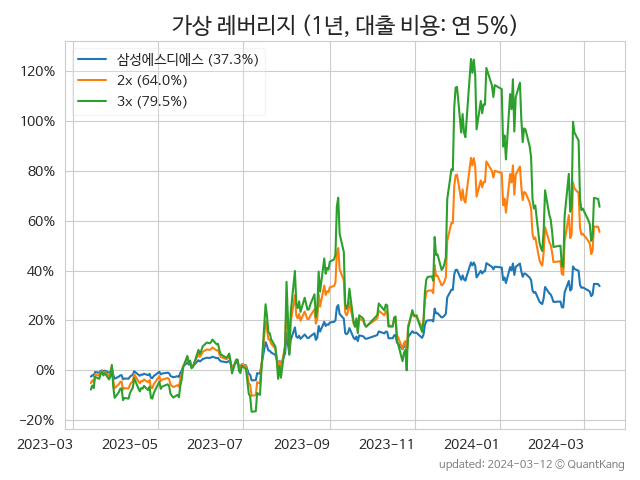 가상 레버리지 (1년, 대출 비용: 연 5%)
삼성에스디에스 (37.3%)
2x (64.0%)
3x (79.5%)
120%
100%
80%
60%
40%
20%
0%
−20%
2023-03 2023-05 2023-07 2023-09 2023-11 2024-01 2024-03
updated: 2024-03-12 © QuantKang